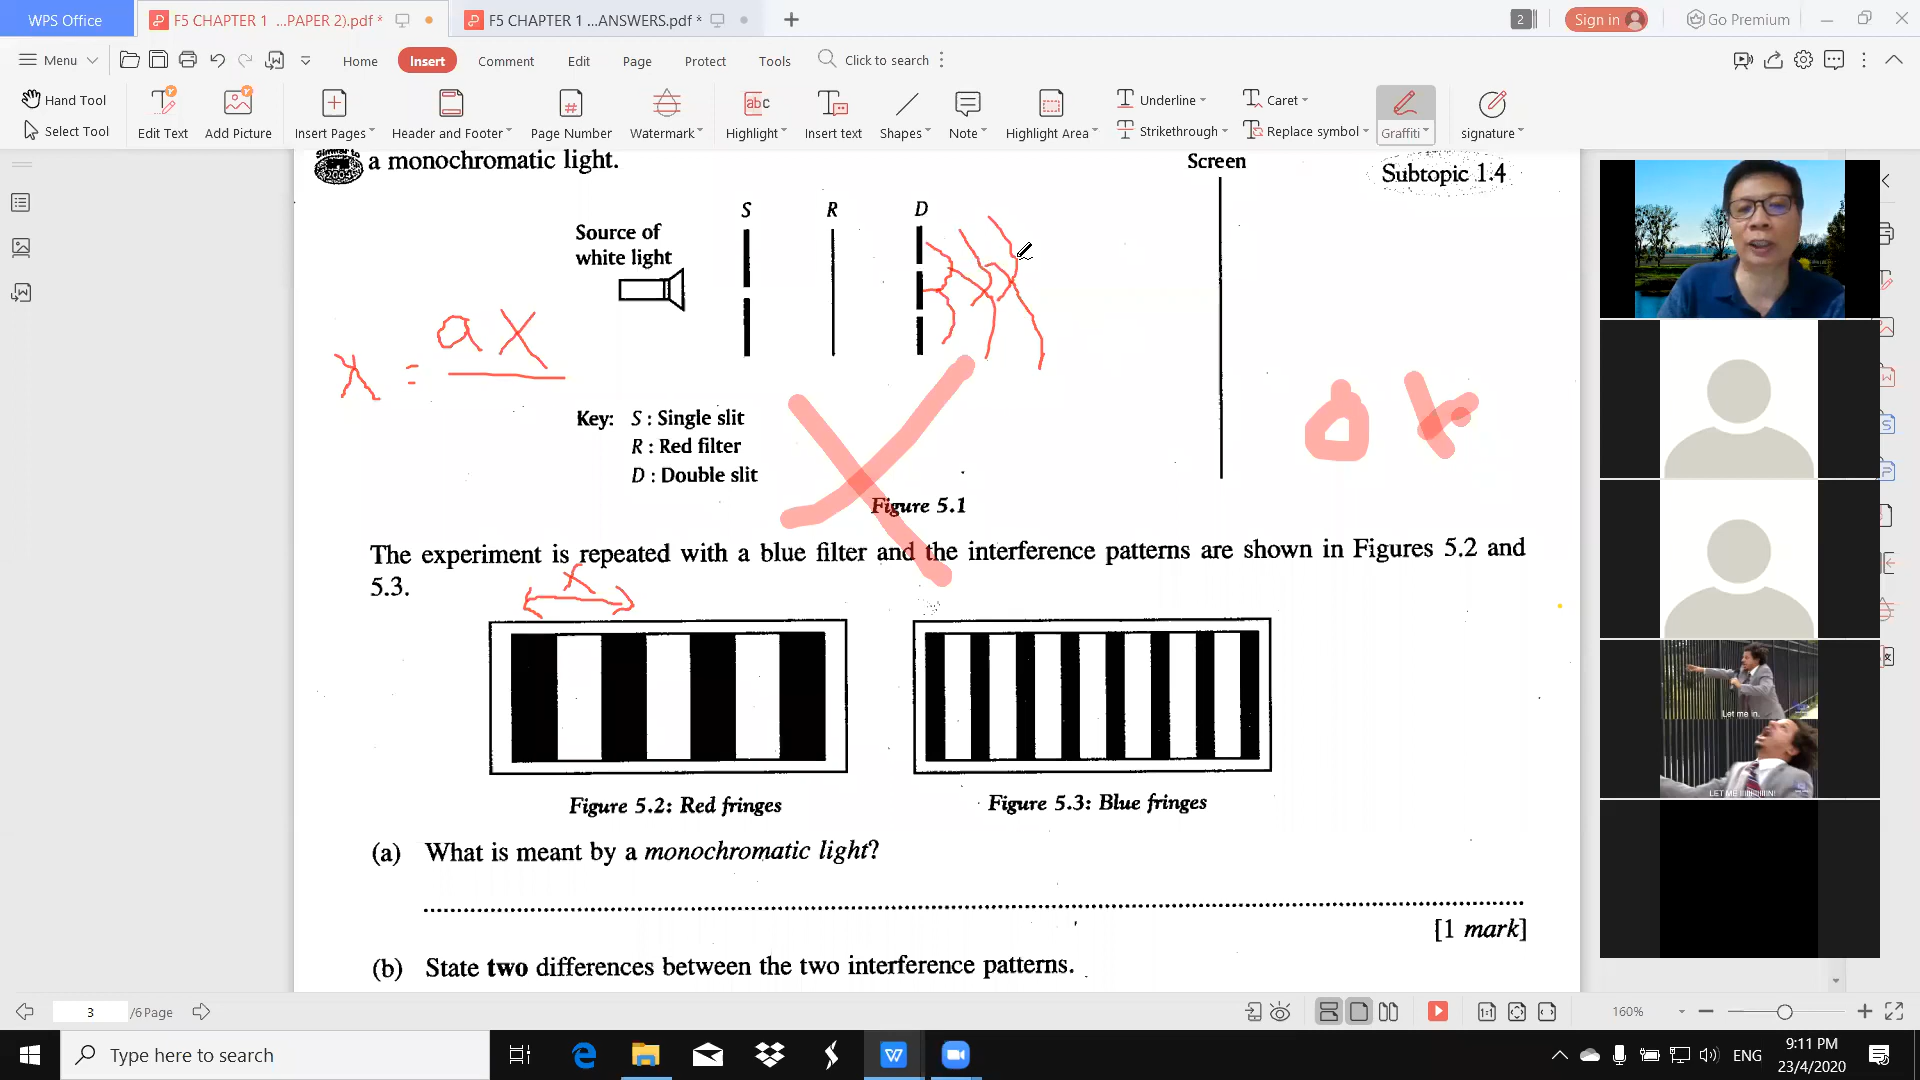 WPS Office
F5 CHAPTER 1 ...PAPER 2).pdf *
F5 CHAPTER 1 ...ANSWERS.pdf *
2
Sign in
Go Premium
Menu
Home
Insert
Comment
Edit
Page
Protect
Tools
Click to search
Hand Tool
Select Tool
Edit Text
Add Picture
Insert Pages
Header and Footer
Page Number
Watermark
Highlight
Insert text
Shapes
Note
Highlight Area
Underline
Strikethrough
Caret
Replace symbol
Graffiti
signature
Similar to
a monochromatic light.
Screen
Subtopic 1.4
S
R
D
Source of
white light
a X
=
Key: S : Single slit
R : Red filter
D : Double slit
Figure 5.1
The experiment is repeated with a blue filter and the interference patterns are shown in Figures 5.2 and
5.3.
x
Figure 5.2: Red fringes
Figure 5.3: Blue fringes
(a) What is meant by a monochromatic light?
[1 mark]
(b) State two differences between the two interference patterns.
Let me in.
3
/6Page
160%
Type here to search
ENG
9:11 PM
23/4/2020